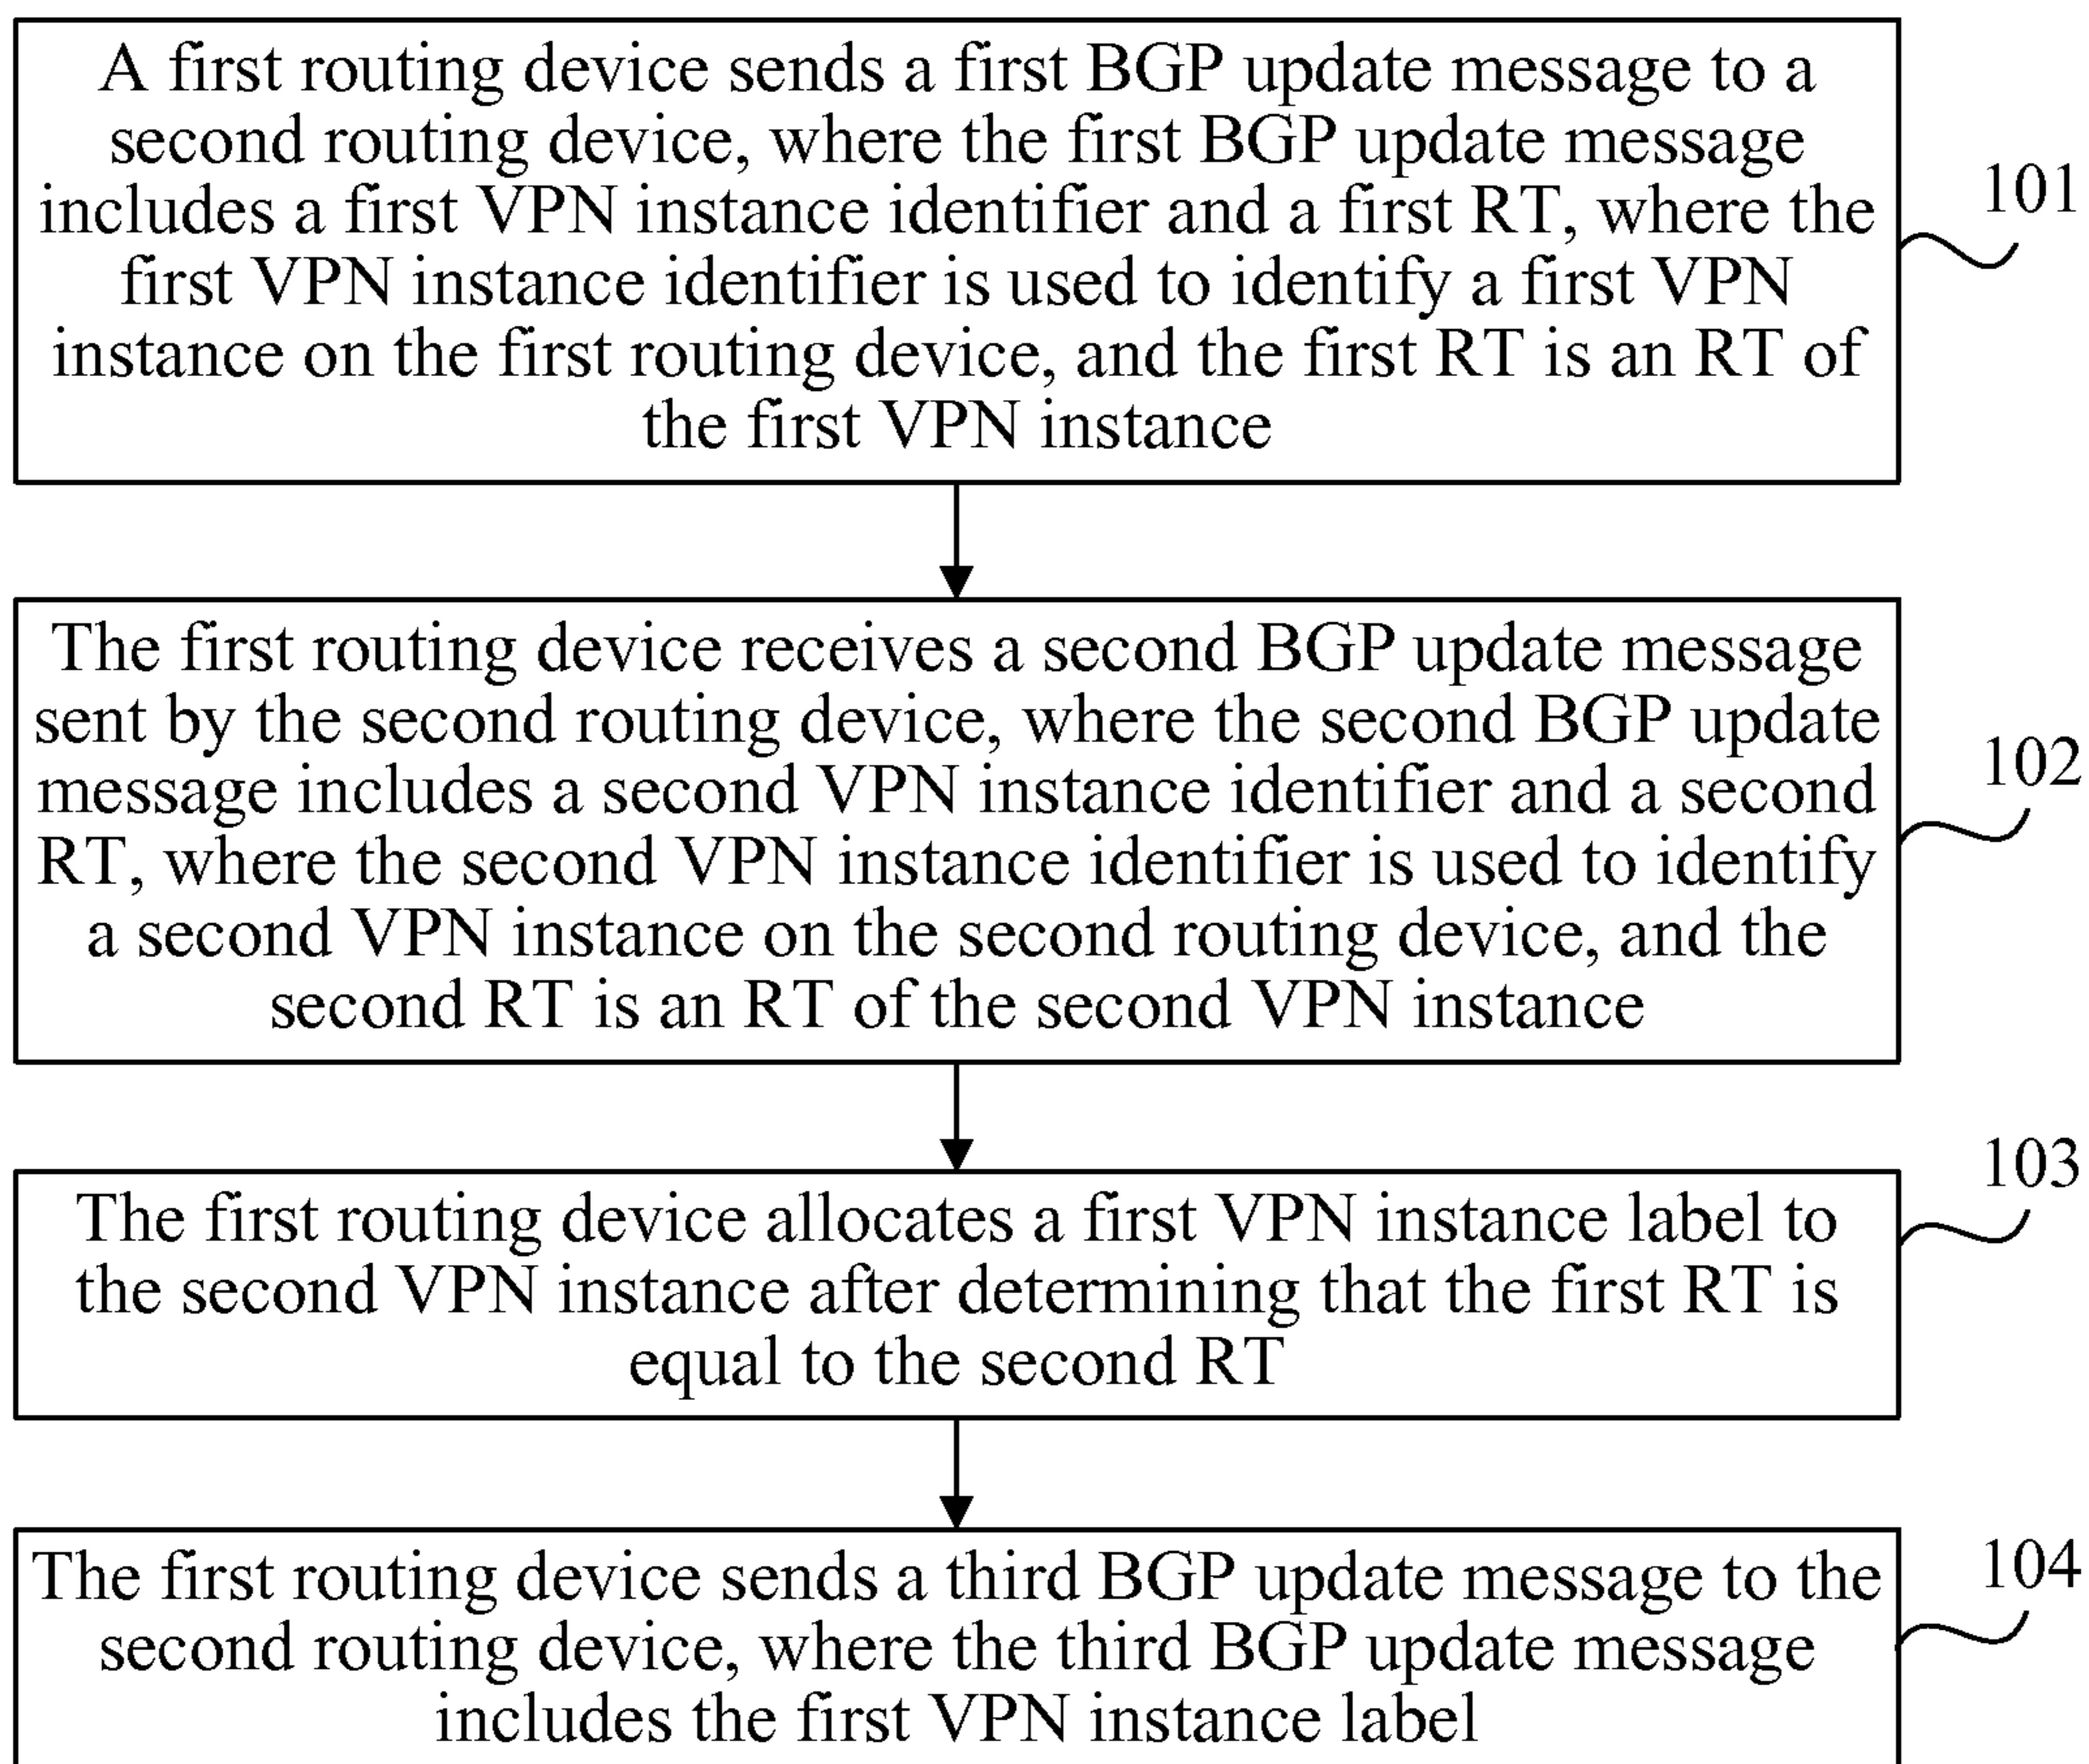 A first routing device sends a first BGP update message to a
second routing device, where the first BGP update message
includes a first VPN instance identifier and a first RT, where the
first VPN instance identifier is used to identify a first VPN
instance on the first routing device, and the first RT is an RT of
the first VPN instance
101
The first routing device receives a second BGP update message
sent by the second routing device, where the second BGP update
message includes a second VPN instance identifier and a second
RT, where the second VPN instance identifier is used to identify
a second VPN instance on the second routing device, and the
second RT is an RT of the second VPN instance
102
The first routing device allocates a first VPN instance label to
the second VPN instance after determining that the first RT is
equal to the second RT
103
The first routing device sends a third BGP update message to the
second routing device, where the third BGP update message
includes the first VPN instance label
104